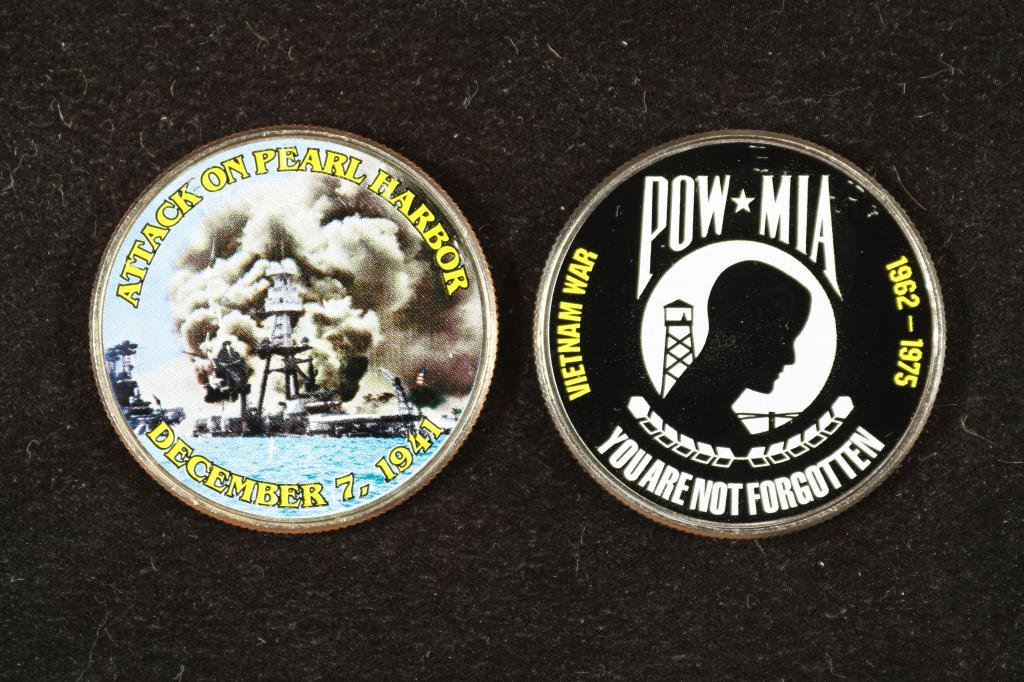 ATTACK ON PEARL HARBOR
DECEMBER 7, 1941
POW★MIA
VIETNAM WAR
1962 – 1975
YOU ARE NOT FORGOTTEN